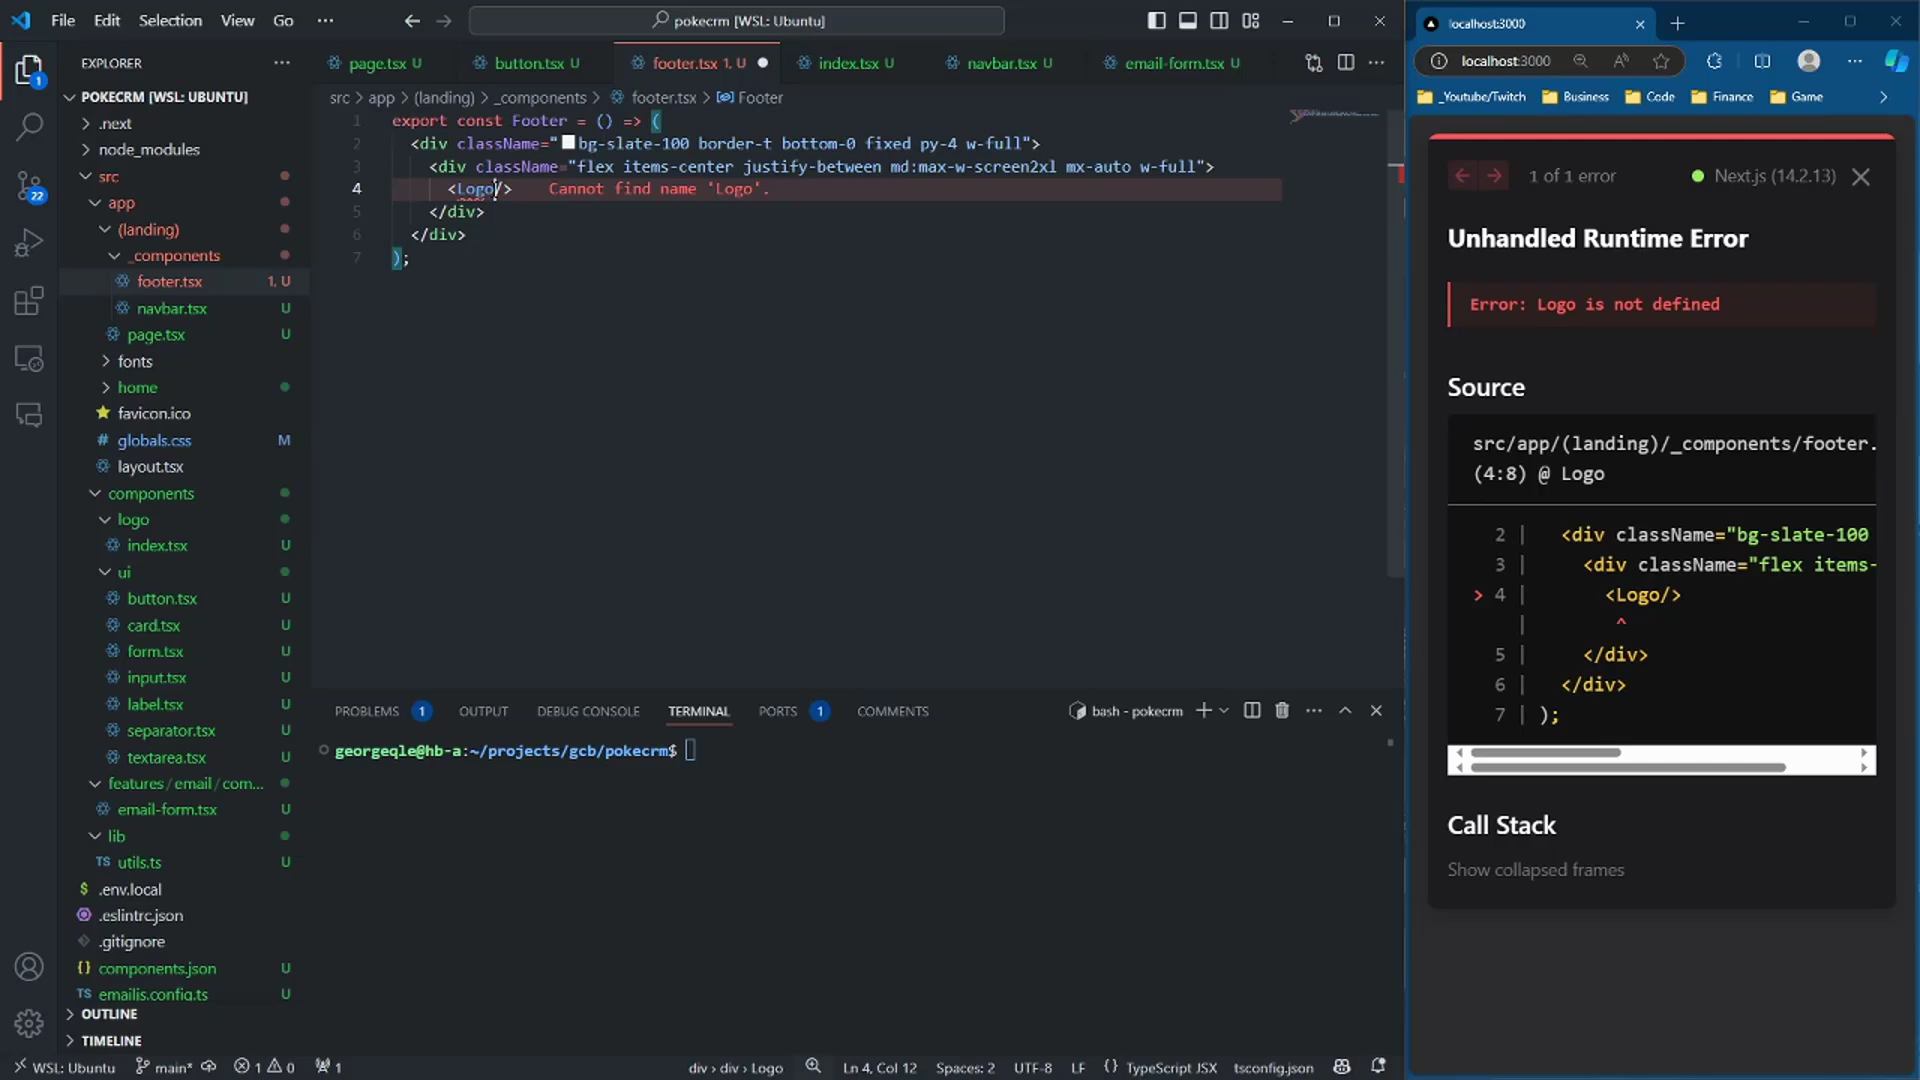 File Edit Selection View Go ···
pokecrm [WSL: Ubuntu]
EXPLORER
POKECRM [WSL: UBUNTU]
.next
node_modules
src
app
(landing)
_components
footer.tsx 1, U
navbar.tsx U
page.tsx U
fonts
home
favicon.ico
globals.css M
layout.tsx
components
logo
index.tsx U
ui
button.tsx U
card.tsx U
form.tsx U
input.tsx U
label.tsx U
separator.tsx U
textarea.tsx U
features/email/com...
email-form.tsx U
lib
TS utils.ts U
.env.local
.eslintrc.json
.gitignore
components.json U
TS emailjs.config.ts U
OUTLINE
TIMELINE
1
22
page.tsx U button.tsx U footer.tsx 1, U index.tsx U navbar.tsx U email-form.tsx U
src > app > (landing) > _components > footer.tsx > Footer
1 export const Footer = () => (
2 <div className="bg-slate-100 border-t bottom-0 fixed py-4 w-full">
3 <div className="flex items-center justify-between md:max-w-screen2xl mx-auto w-full">
4 <Logo/> Cannot find name 'Logo'.
5 </div>
6 </div>
7 );
PROBLEMS 1 OUTPUT DEBUG CONSOLE TERMINAL PORTS 1 COMMENTS
bash - pokecrm
georgeqle@hb-a:~/projects/gcb/pokecrm$
WSL: Ubuntu main* 1 0 1
div > div > Logo Ln 4, Col 12 Spaces: 2 UTF-8 LF {} TypeScript JSX tsconfig.json
localhost:3000
localhost:3000
_Youtube/Twitch Business Code Finance Game
1 of 1 error Next.js (14.2.13)
Unhandled Runtime Error
Error: Logo is not defined
Source
src/app/(landing)/_components/footer.
(4:8) @ Logo
2 | <div className="bg-slate-100
3 | <div className="flex items-
> 4 | <Logo/>
| ^
5 | </div>
6 | </div>
7 | );
Call Stack
Show collapsed frames